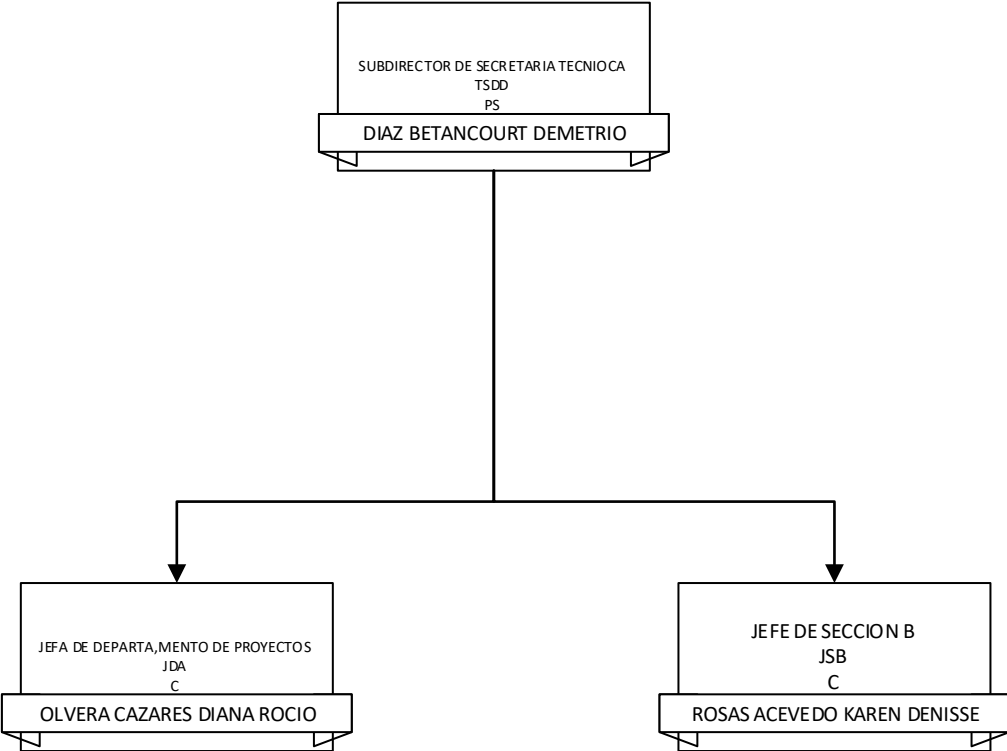 SUBDIRECTOR DE SECRETARIA TECNIOCA
TSDD
PS
DIAZ BETANCOURT DEMETRIO
JEFA DE DEPARTA,MENTO DE PROYECTOS
JDA
C
OLVERA CAZARES DIANA ROCIO
JEFE DE SECCION B
JSB
C
ROSAS ACEVEDO KAREN DENISSE